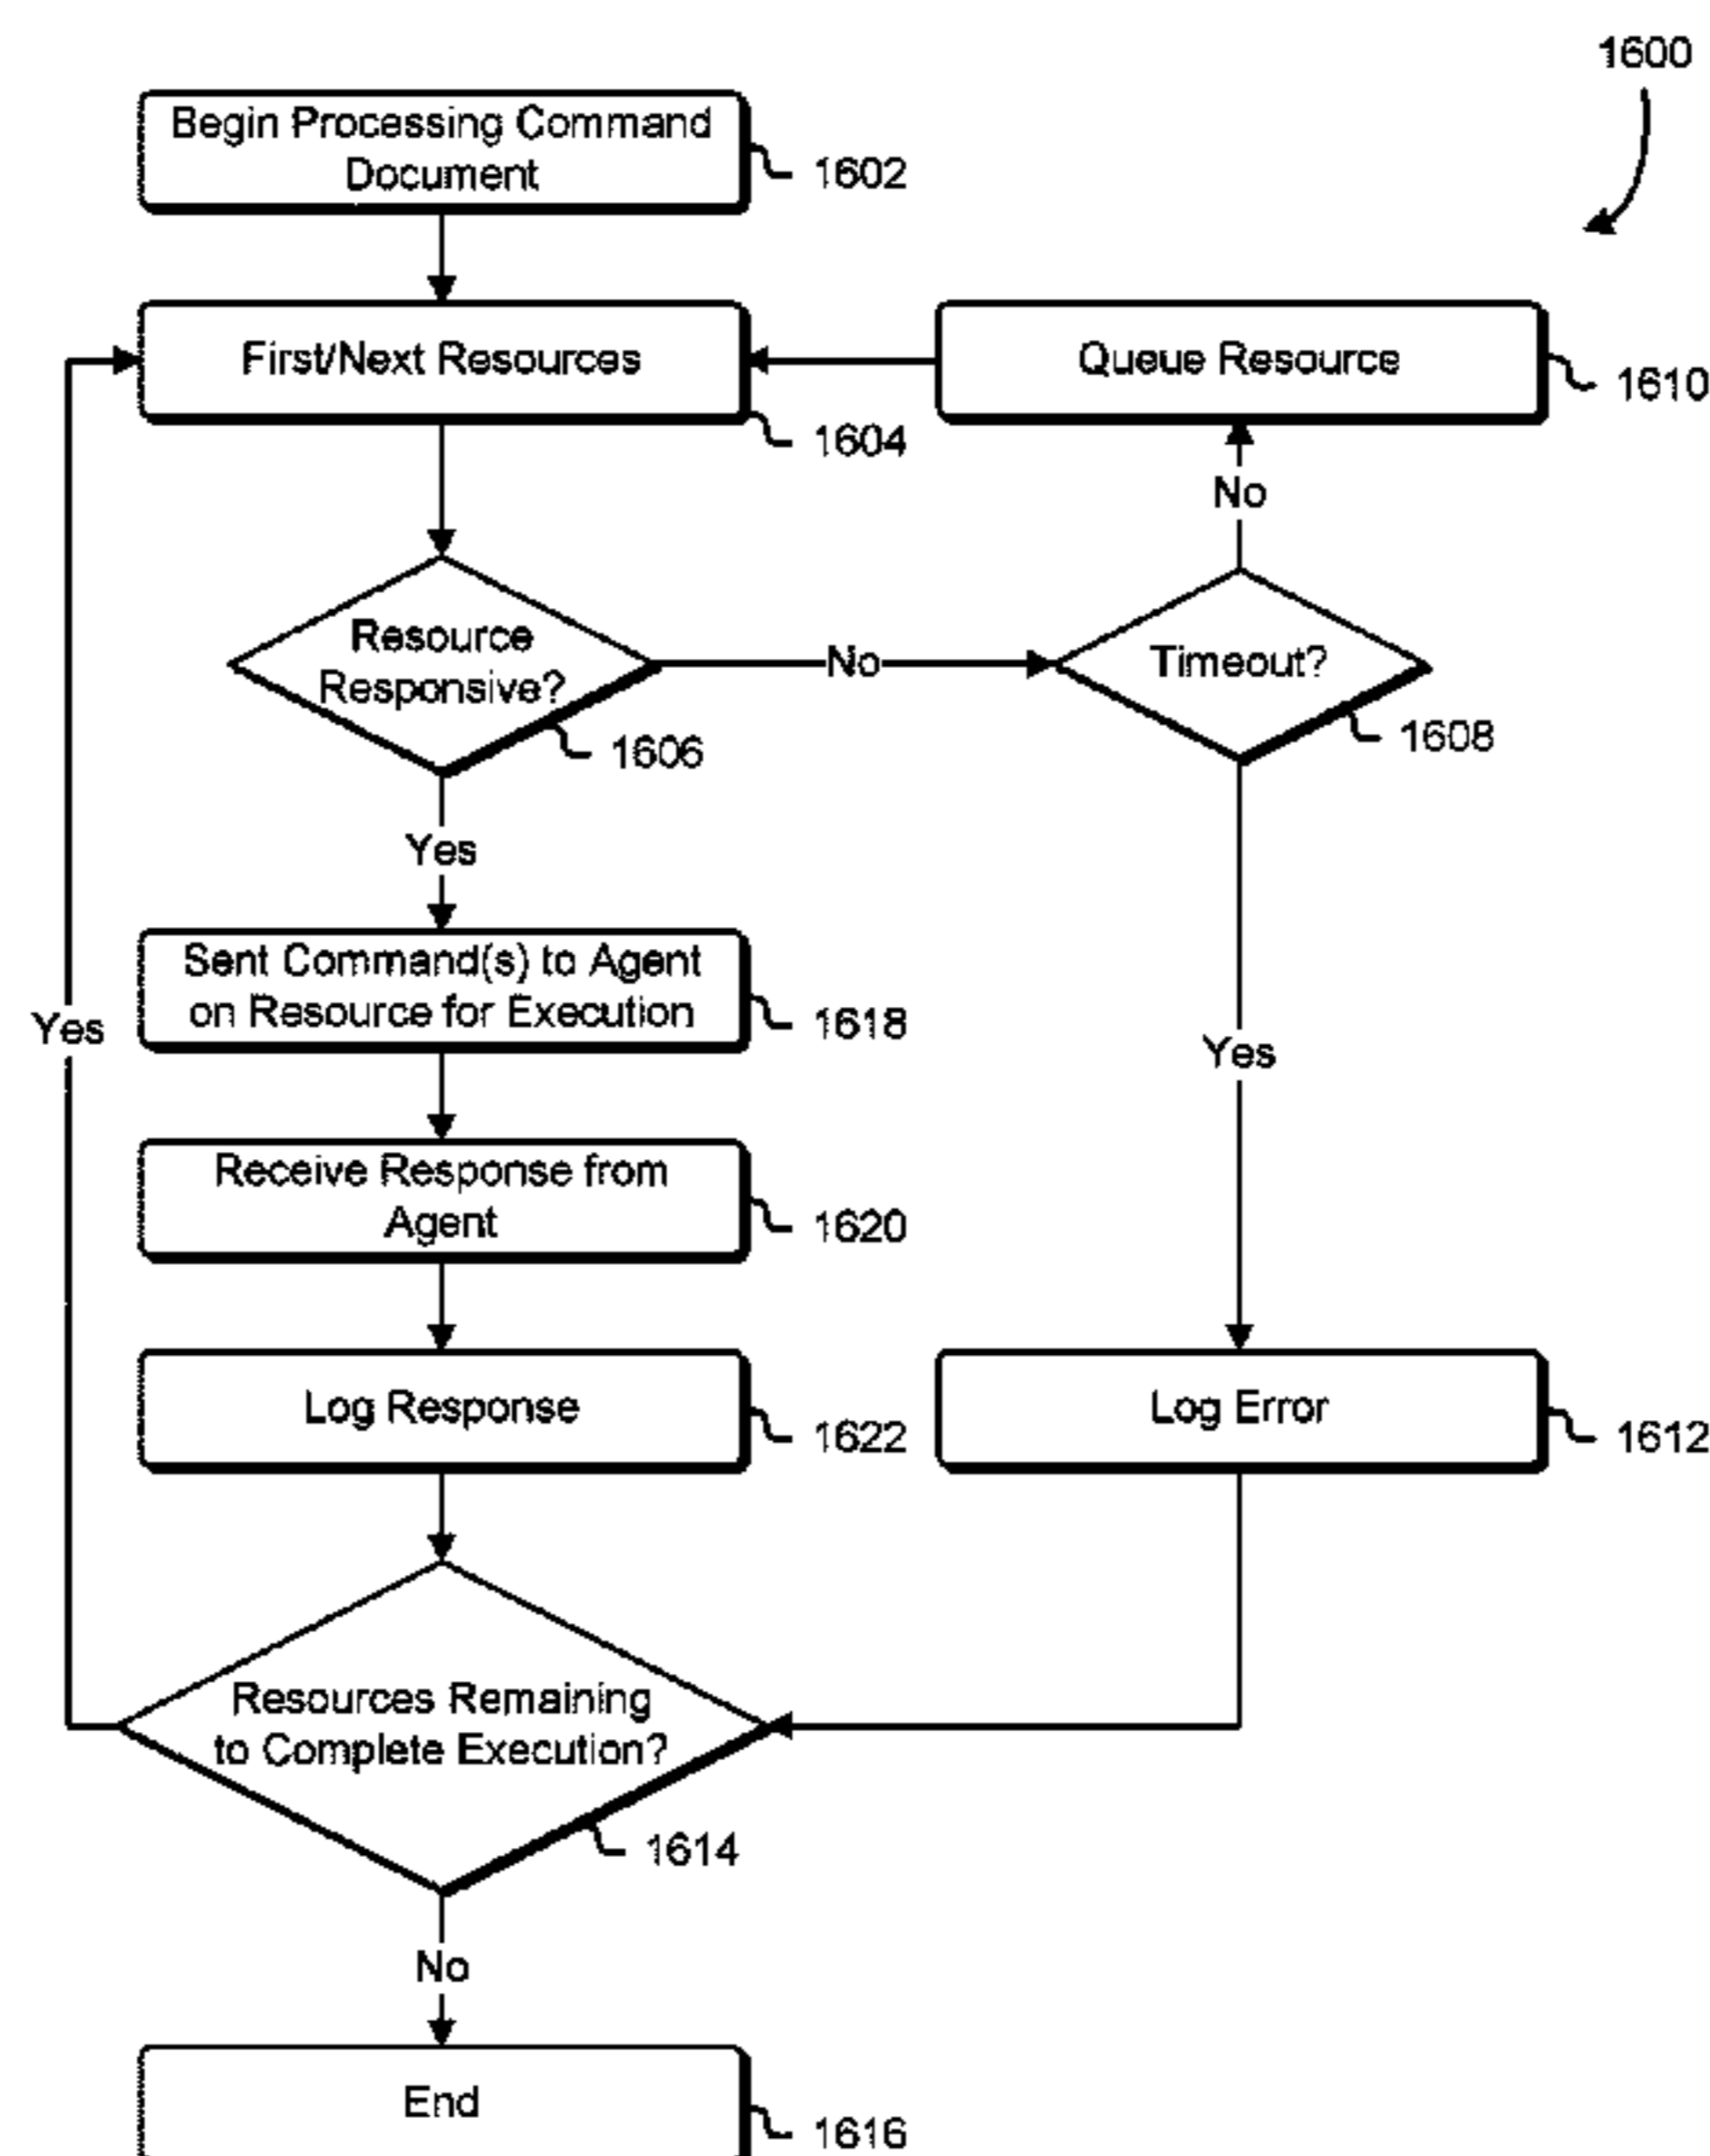 1600
Begin Processing Command
Document
1602
First/Next Resources
1604
Queue Resource
1610
No
Resource
Responsive?
1606
No
Timeout?
1608
Yes
Sent Command(s) to Agent
on Resource for Execution
1618
Yes
Yes
Receive Response from
Agent
1620
Log Response
1622
Log Error
1612
Resources Remaining
to Complete Execution?
1614
No
End
1616